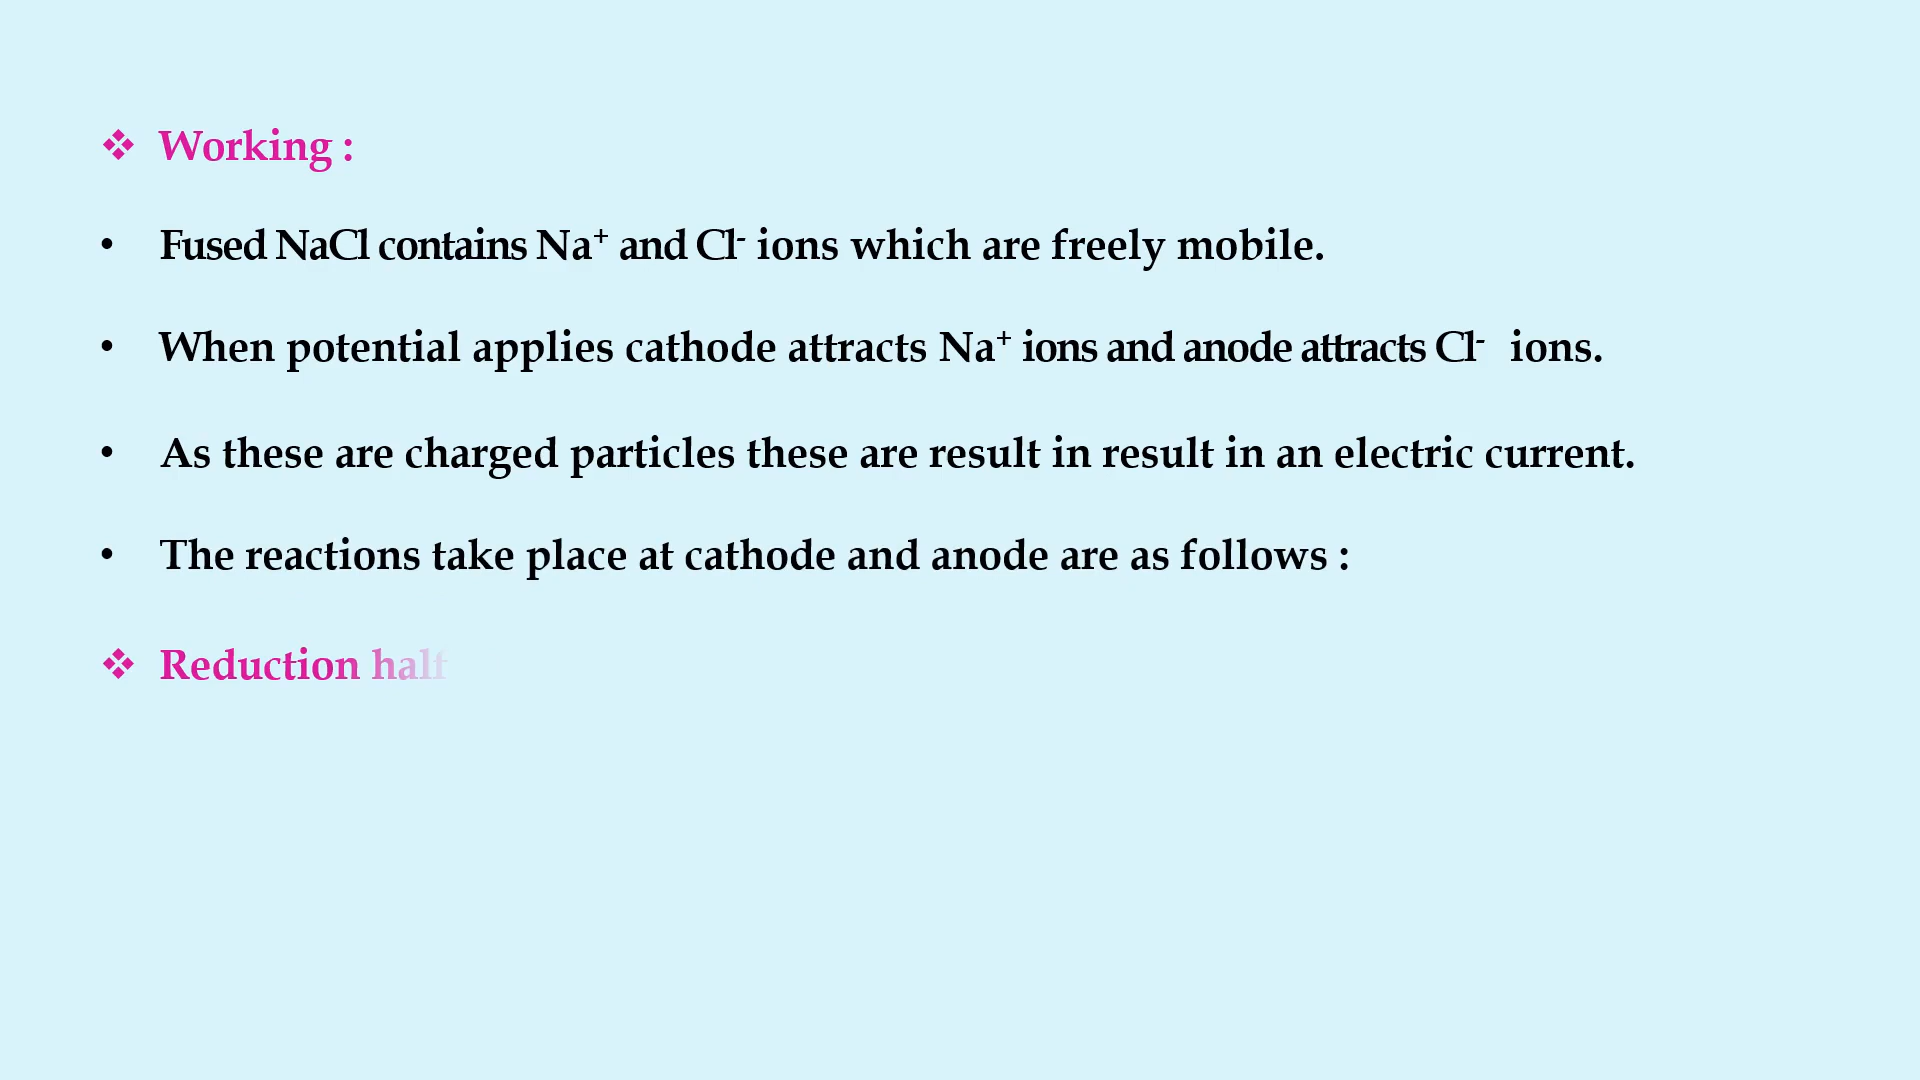 ❖ Working :
• Fused NaCl contains Na⁺ and Cl⁻ ions which are freely mobile.
• When potential applies cathode attracts Na⁺ ions and anode attracts Cl⁻ ions.
• As these are charged particles these are result in result in an electric current.
• The reactions take place at cathode and anode are as follows :
❖ Reduction half